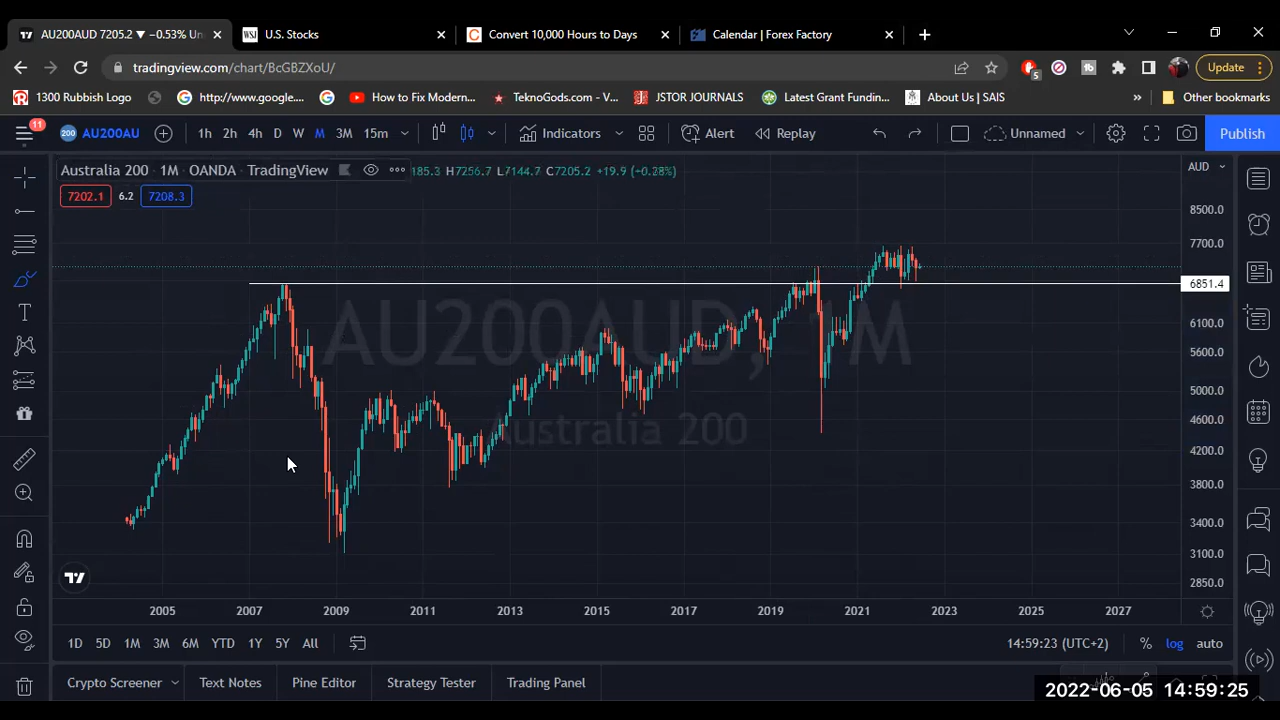 AU200AUD 7205.2 ▼ −0.53% Un
WSJ U.S. Stocks
C Convert 10,000 Hours to Days
Calendar | Forex Factory
tradingview.com/chart/BcGBZXoU/
5
Update
1300 Rubbish Logo
http://www.google....
How to Fix Modern...
TeknoGods.com - V...
JSTOR JOURNALS
Latest Grant Fundin...
About Us | SAIS
»
Other bookmarks
11
200 AU200AU
1h 2h 4h D W M 3M 15m
Indicators
Alert
Replay
Unnamed
Publish
Australia 200 · 1M · OANDA · TradingView
185.3 H7256.7 L7144.7 C7205.2 +19.9 (+0.28%)
AUD
7202.1 6.2 7208.3
8500.0
7700.0
6851.4
6100.0
5600.0
5000.0
4600.0
4200.0
3800.0
3400.0
3100.0
2850.0
AU200AUD, 1M
Australia 200
2005 2007 2009 2011 2013 2015 2017 2019 2021 2023 2025 2027
1D 5D 1M 3M 6M YTD 1Y 5Y All
14:59:23 (UTC+2) % log auto
Crypto Screener Text Notes Pine Editor Strategy Tester Trading Panel
2022-06-05 14:59:25